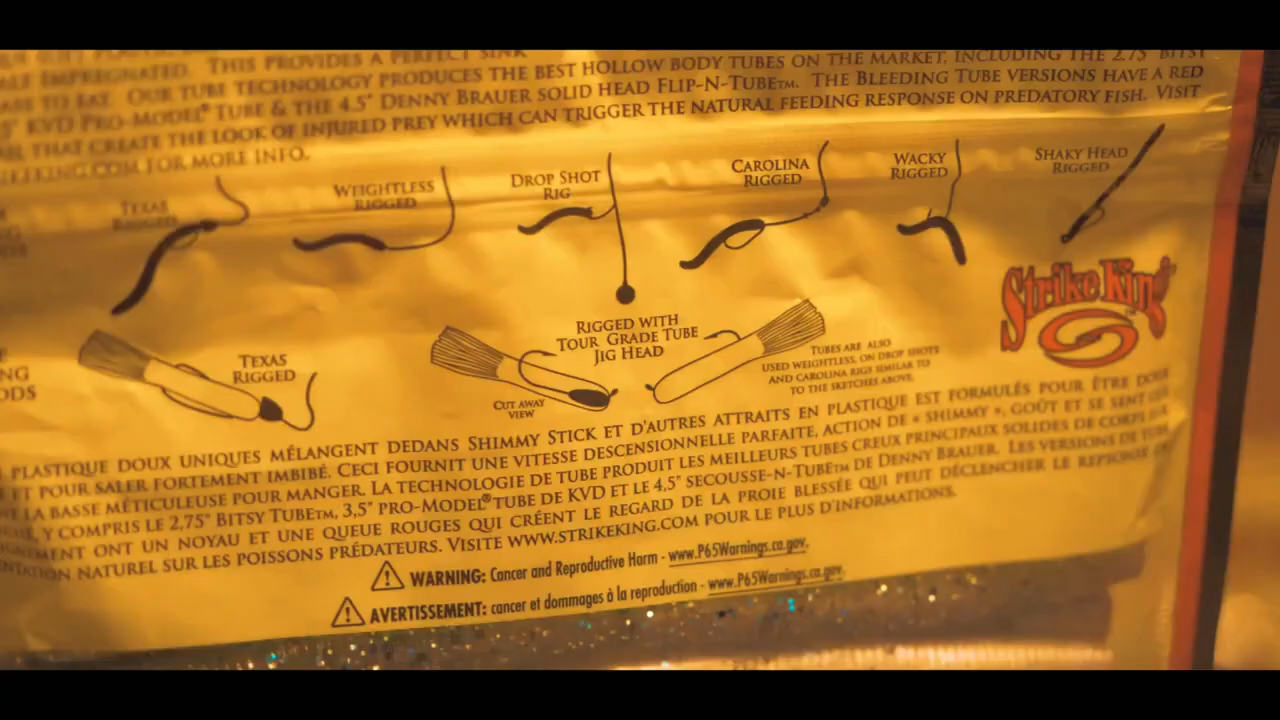 IMPREGNATED. THIS PROVIDES A PERFECT SINK
TO EAT. OUR TUBE TECHNOLOGY PRODUCES THE BEST HOLLOW BODY TUBES ON THE MARKET, INCLUDING THE 2.75" BITSY
KVD PRO-MODEL® TUBE & THE 4.5" DENNY BRAUER SOLID HEAD FLIP-N-TUBE™. THE BLEEDING TUBE VERSIONS HAVE A RED
THAT CREATE THE LOOK OF INJURED PREY WHICH CAN TRIGGER THE NATURAL FEEDING RESPONSE ON PREDATORY FISH. VISIT
FOR MORE INFO.
TEXAS
RIGGED
WEIGHTLESS
RIGGED
DROP SHOT
RIG
CAROLINA
RIGGED
WACKY
RIGGED
SHAKY HEAD
RIGGED
Strike King
TEXAS
RIGGED
CUT AWAY
VIEW
RIGGED WITH
TOUR GRADE TUBE
JIG HEAD
TUBES ARE ALSO
USED WEIGHTLESS, ON DROP SHOTS
AND CAROLINA RIGS SIMILAR TO
TO THE SKETCHES ABOVE.
PLASTIQUE DOUX UNIQUES MÉLANGENT DEDANS SHIMMY STICK ET D'AUTRES ATTRAITS EN PLASTIQUE EST FORMULÉS POUR ÊTRE DOUX
ET POUR SALER FORTEMENT IMBIBÉ. CECI FOURNIT UNE VITESSE DESCENSIONNELLE PARFAITE, ACTION DE « SHIMMY », GOÛT ET SE SENT
LA BASSE MÉTICULEUSE POUR MANGER. LA TECHNOLOGIE DE TUBE PRODUIT LES MEILLEURS TUBES CREUX PRINCIPAUX SOLIDES DE CORPS
Y COMPRIS LE 2,75" BITSY TUBE™, 3,5" PRO-MODEL® TUBE DE KVD ET LE 4,5" SECOUSSE-N-TUBE™ DE DENNY BRAUER. LES VERSIONS DE TUBE
ONT UN NOYAU ET UNE QUEUE ROUGES QUI CRÉENT LE REGARD DE LA PROIE BLESSÉE QUI PEUT DÉCLENCHER LE
NATUREL SUR LES POISSONS PRÉDATEURS. VISITE WWW.STRIKEKING.COM POUR LE PLUS D'INFORMATIONS.
WARNING: Cancer and Reproductive Harm - www.P65Warnings.ca.gov.
AVERTISSEMENT: cancer et dommages à la reproduction - www.P65Warnings.ca.gov.